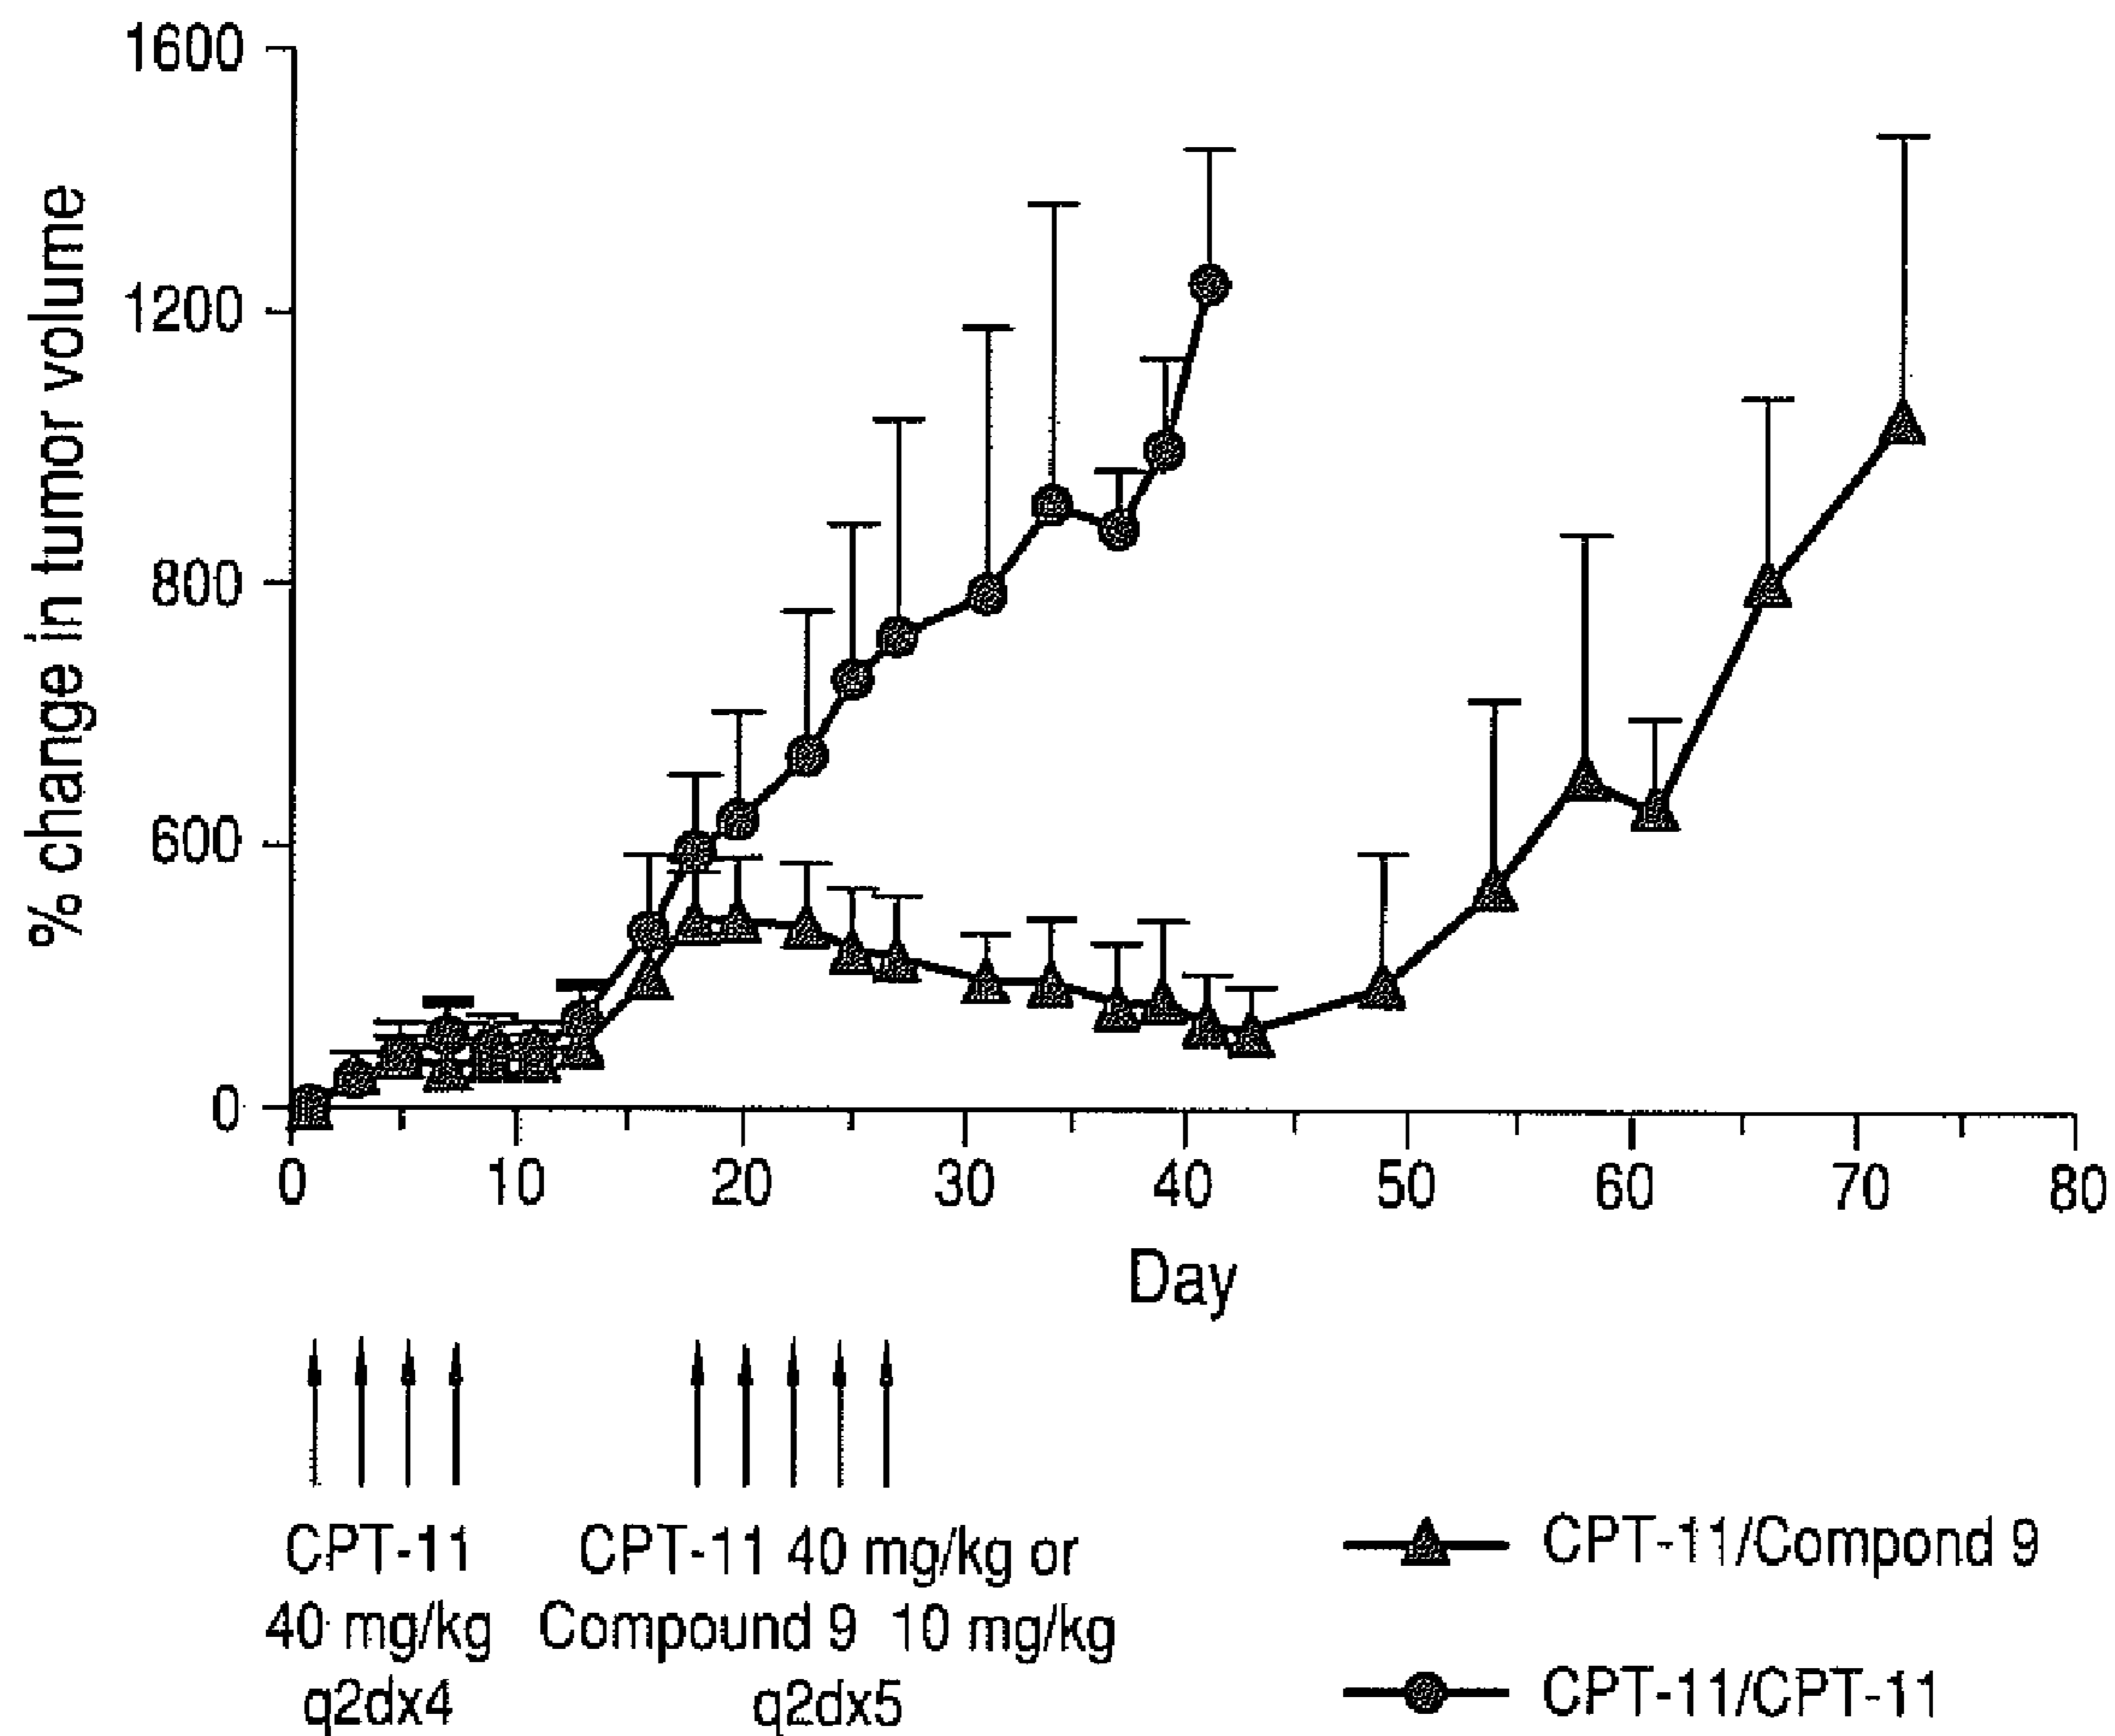 1600
1200
800
600
0
% change in tumor volume
0 10 20 30 40 50 60 70 80
Day
CPT-11
40 mg/kg
q2dx4
CPT-11 40 mg/kg or
Compound 9 10 mg/kg
q2dx5
CPT-11/Compond 9
CPT-11/CPT-11